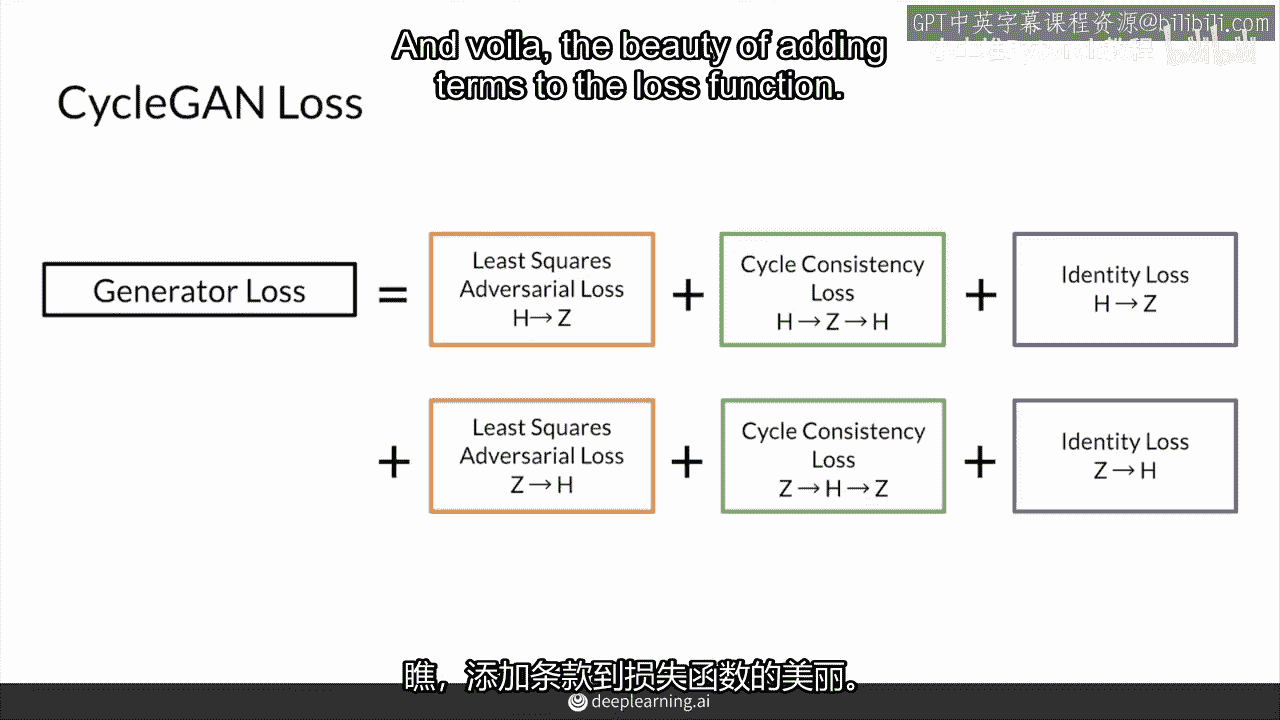 GPT中英字幕课程资源@bilibili.com
And voila, the beauty of adding
terms to the loss function.
bilibili
CycleGAN Loss
Generator Loss
=
Least Squares
Adversarial Loss
H→ Z
+
Cycle Consistency
Loss
H → Z → H
+
Identity Loss
H → Z
+
Least Squares
Adversarial Loss
Z → H
+
Cycle Consistency
Loss
Z → H → Z
+
Identity Loss
Z → H
瞧，添加条款到损失函数的美丽。
deeplearning.ai